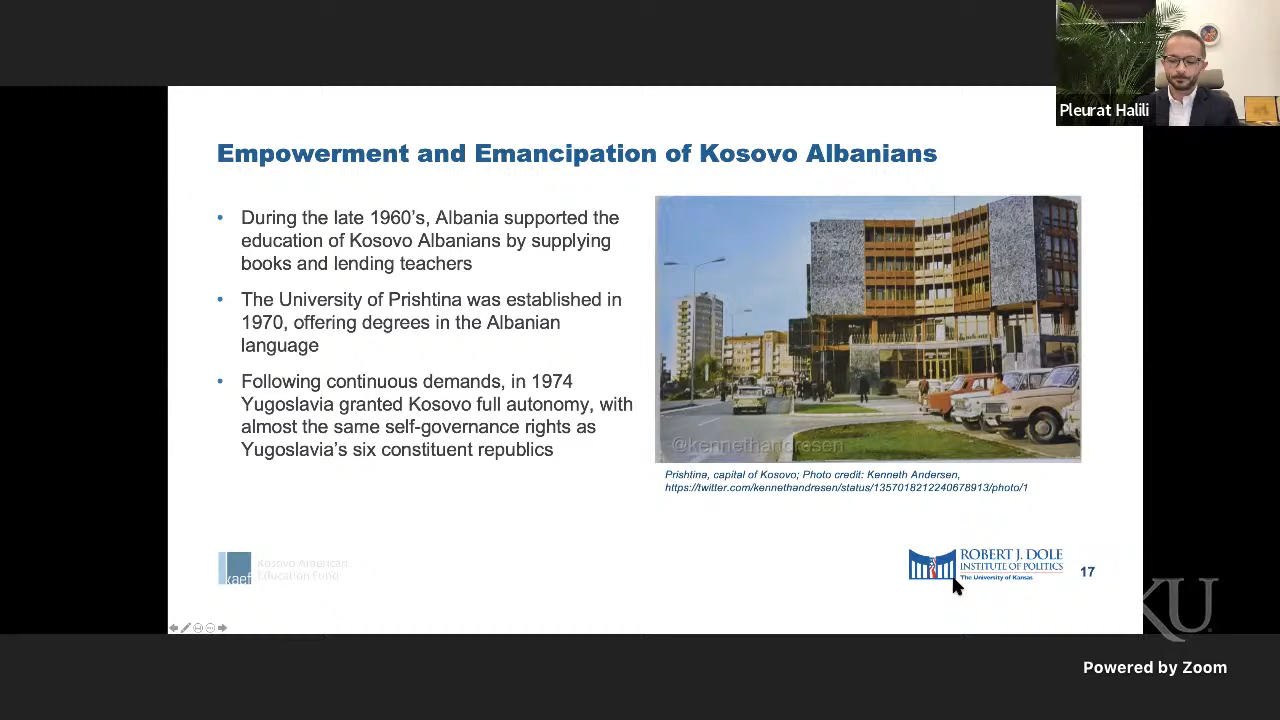 Pleurat Halili
Empowerment and Emancipation of Kosovo Albanians
• During the late 1960's, Albania supported the
education of Kosovo Albanians by supplying
books and lending teachers
• The University of Prishtina was established in
1970, offering degrees in the Albanian
language
• Following continuous demands, in 1974
Yugoslavia granted Kosovo full autonomy, with
almost the same self-governance rights as
Yugoslavia's six constituent republics
@kennethandresen
Prishtina, capital of Kosovo; Photo credit: Kenneth Andersen,
https://twitter.com/kennethandresen/status/1357018212240678913/photo/1
kaef
Kosovo American
Education Fund
ROBERT J. DOLE
INSTITUTE OF POLITICS
The University of Kansas
17
KU
Powered by Zoom